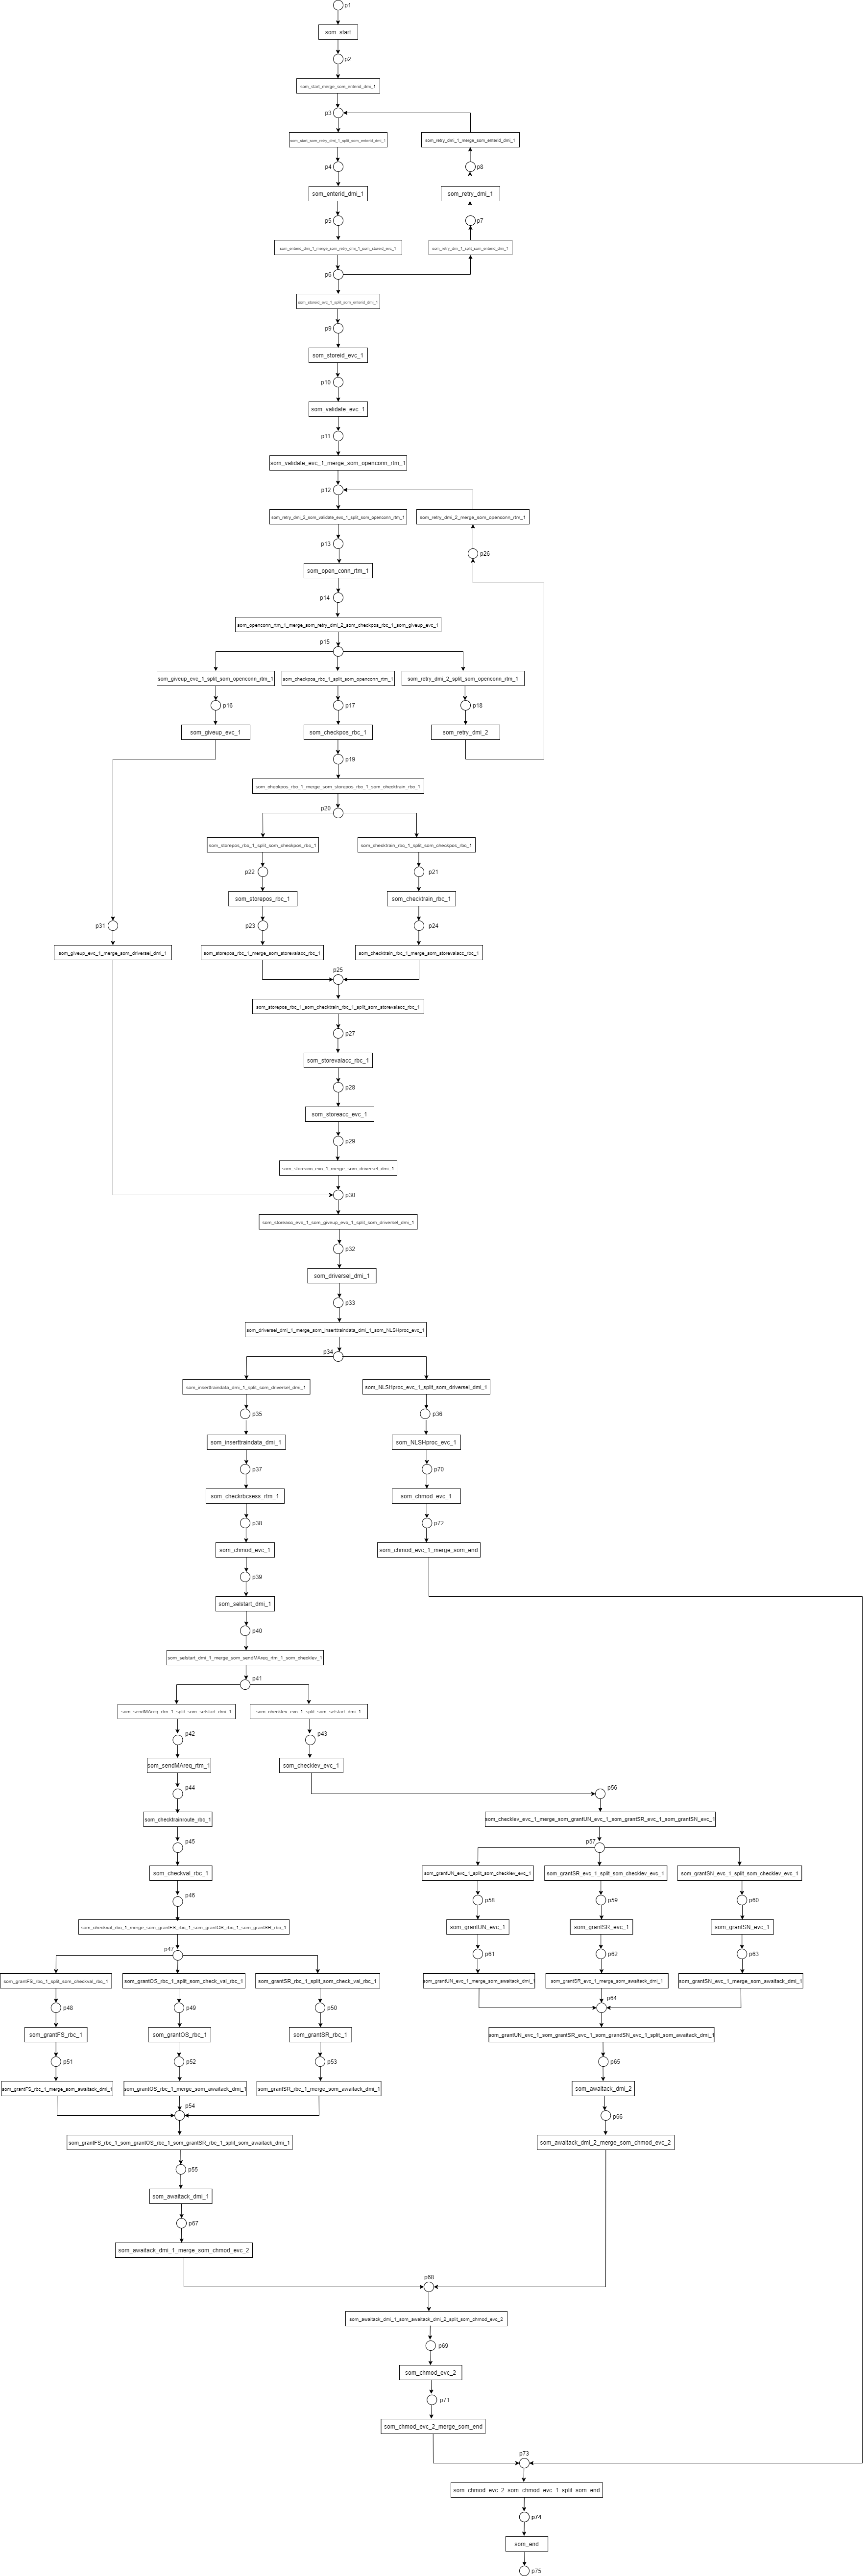 p1
som_start
p2
som_start_merge_som_enterid_dmi_1
p3
som_start_som_retry_dmi_1_split_som_enterid_dmi_1
som_retry_dmi_1_merge_som_enterid_dmi_1
p4
p8
som_enterid_dmi_1
som_retry_dmi_1
p5
p7
som_enterid_dmi_1_merge_som_retry_dmi_1_som_storeid_evc_1
som_retry_dmi_1_split_som_enterid_dmi_1
p6
som_storeid_evc_1_split_som_enterid_dmi_1
p9
som_storeid_evc_1
p10
som_validate_evc_1
p11
som_validate_evc_1_merge_som_openconn_rtm_1
p12
som_retry_dmi_2_som_validate_evc_1_split_som_openconn_rtm_1
som_retry_dmi_2_merge_som_openconn_rtm_1
p13
p26
som_open_conn_rtm_1
p14
som_openconn_rtm_1_merge_som_retry_dmi_2_som_checkpos_rbc_1_som_giveup_evc_1
p15
som_giveup_evc_1_split_som_openconn_rtm_1
som_checkpos_rbc_1_split_som_openconn_rtm_1
som_retry_dmi_2_split_som_openconn_rtm_1
p16
p17
p18
som_giveup_evc_1
som_checkpos_rbc_1
som_retry_dmi_2
p19
som_checkpos_rbc_1_merge_som_storepos_rbc_1_som_checktrain_rbc_1
p20
som_storepos_rbc_1_split_som_checkpos_rbc_1
som_checktrain_rbc_1_split_som_checkpos_rbc_1
p22
p21
som_storepos_rbc_1
som_checktrain_rbc_1
p31
p23
p24
som_giveup_evc_1_merge_som_driversel_dmi_1
som_storepos_rbc_1_merge_som_storevalacc_rbc_1
som_checktrain_rbc_1_merge_som_storevalacc_rbc_1
p25
som_storepos_rbc_1_som_checktrain_rbc_1_split_som_storevalacc_rbc_1
p27
som_storevalacc_rbc_1
p28
som_storeacc_evc_1
p29
som_storeacc_evc_1_merge_som_driversel_dmi_1
p30
som_storeacc_evc_1_som_giveup_evc_1_split_som_driversel_dmi_1
p32
som_driversel_dmi_1
p33
som_driversel_dmi_1_merge_som_inserttraindata_dmi_1_som_NLSHproc_evc_1
p34
som_inserttraindata_dmi_1_split_som_driversel_dmi_1
som_NLSHproc_evc_1_split_som_driversel_dmi_1
p35
p36
som_inserttraindata_dmi_1
som_NLSHproc_evc_1
p37
p70
som_checkrbcsess_rtm_1
som_chmod_evc_1
p38
p72
som_chmod_evc_1
som_chmod_evc_1_merge_som_end
p39
som_selstart_dmi_1
p40
som_selstart_dmi_1_merge_som_sendMAreq_rtm_1_som_checklev_1
p41
som_sendMAreq_rtm_1_split_som_selstart_dmi_1
som_checklev_evc_1_split_som_selstart_dmi_1
p42
p43
som_sendMAreq_rtm_1
som_checklev_evc_1
p44
p56
som_checktrainroute_rbc_1
som_checklev_evc_1_merge_som_grantUN_evc_1_som_grantSR_evc_1_som_grantSN_evc_1
p45
p57
som_checkval_rbc_1
som_grantUN_evc_1_split_som_checklev_evc_1
som_grantSR_evc_1_split_som_checklev_evc_1
som_grantSN_evc_1_split_som_checklev_evc_1
p46
p58
p59
p60
som_checkval_rbc_1_merge_som_grantFS_rbc_1_som_grantOS_rbc_1_som_grantSR_rbc_1
som_grantUN_evc_1
som_grantSR_evc_1
som_grantSN_evc_1
p47
p61
p62
p63
som_grantFS_rbc_1_split_som_checkval_rbc_1
som_grantOS_rbc_1_split_som_check_val_rbc_1
som_grantSR_rbc_1_split_som_check_val_rbc_1
som_grantUN_evc_1_merge_som_awaitack_dmi_1
som_grantSR_evc_1_merge_som_awaitack_dmi_1
som_grantSN_evc_1_merge_som_awaitack_dmi_1
p48
p49
p50
p64
som_grantFS_rbc_1
som_grantOS_rbc_1
som_grantSR_rbc_1
som_grantUN_evc_1_som_grantSR_evc_1_som_grandSN_evc_1_split_som_awaitack_dmi_1
p51
p52
p53
p65
som_grantFS_rbc_1_merge_som_awaitack_dmi_1
som_grantOS_rbc_1_merge_som_awaitack_dmi_1
som_grantSR_rbc_1_merge_som_awaitack_dmi_1
som_awaitack_dmi_2
p54
p66
som_grantFS_rbc_1_som_grantOS_rbc_1_som_grantSR_rbc_1_split_som_awaitack_dmi_1
som_awaitack_dmi_2_merge_som_chmod_evc_2
p55
som_awaitack_dmi_1
p67
som_awaitack_dmi_1_merge_som_chmod_evc_2
p68
som_awaitack_dmi_1_som_awaitack_dmi_2_split_som_chmod_evc_2
p69
som_chmod_evc_2
p71
som_chmod_evc_2_merge_som_end
p73
som_chmod_evc_2_som_chmod_evc_1_split_som_end
p74
som_end
p75